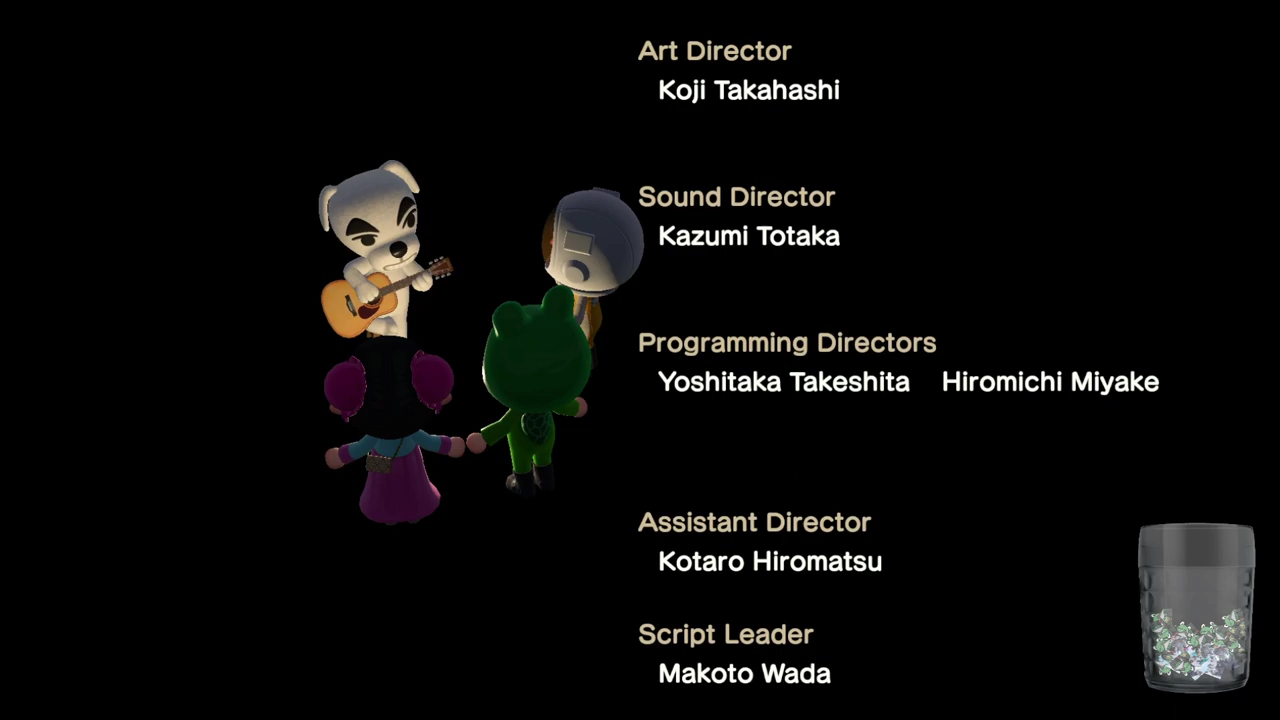 Art Director
Koji Takahashi
Sound Director
Kazumi Totaka
Programming Directors
Yoshitaka Takeshita Hiromichi Miyake
Assistant Director
Kotaro Hiromatsu
Script Leader
Makoto Wada